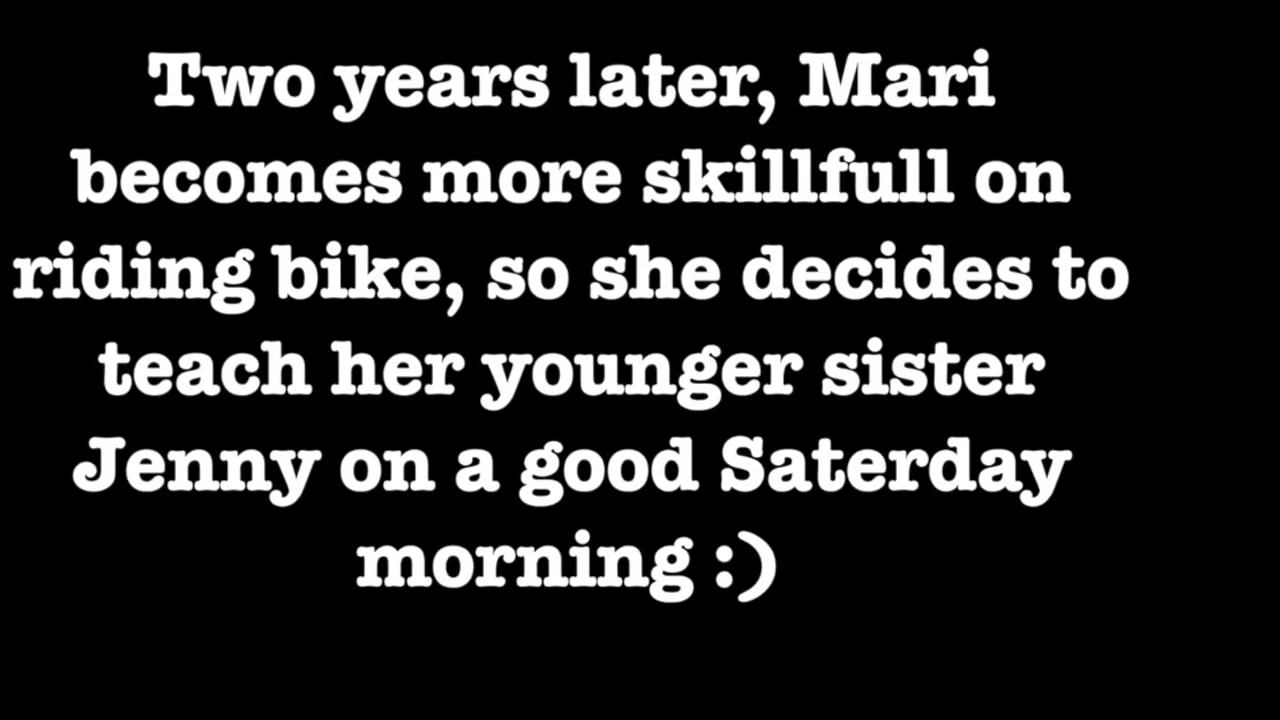 Two years later, Mari
becomes more skillfull on
riding bike, so she decides to
teach her younger sister
Jenny on a good Saterday
morning :)